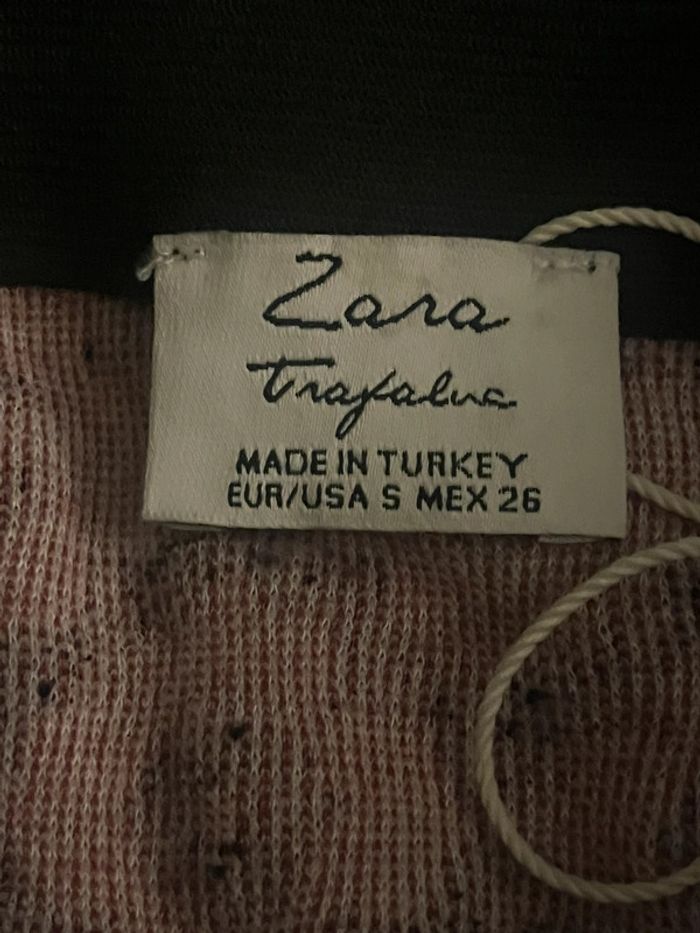 Zara
Trafaluc
MADE IN TURKEY
EUR/USA S MEX 26